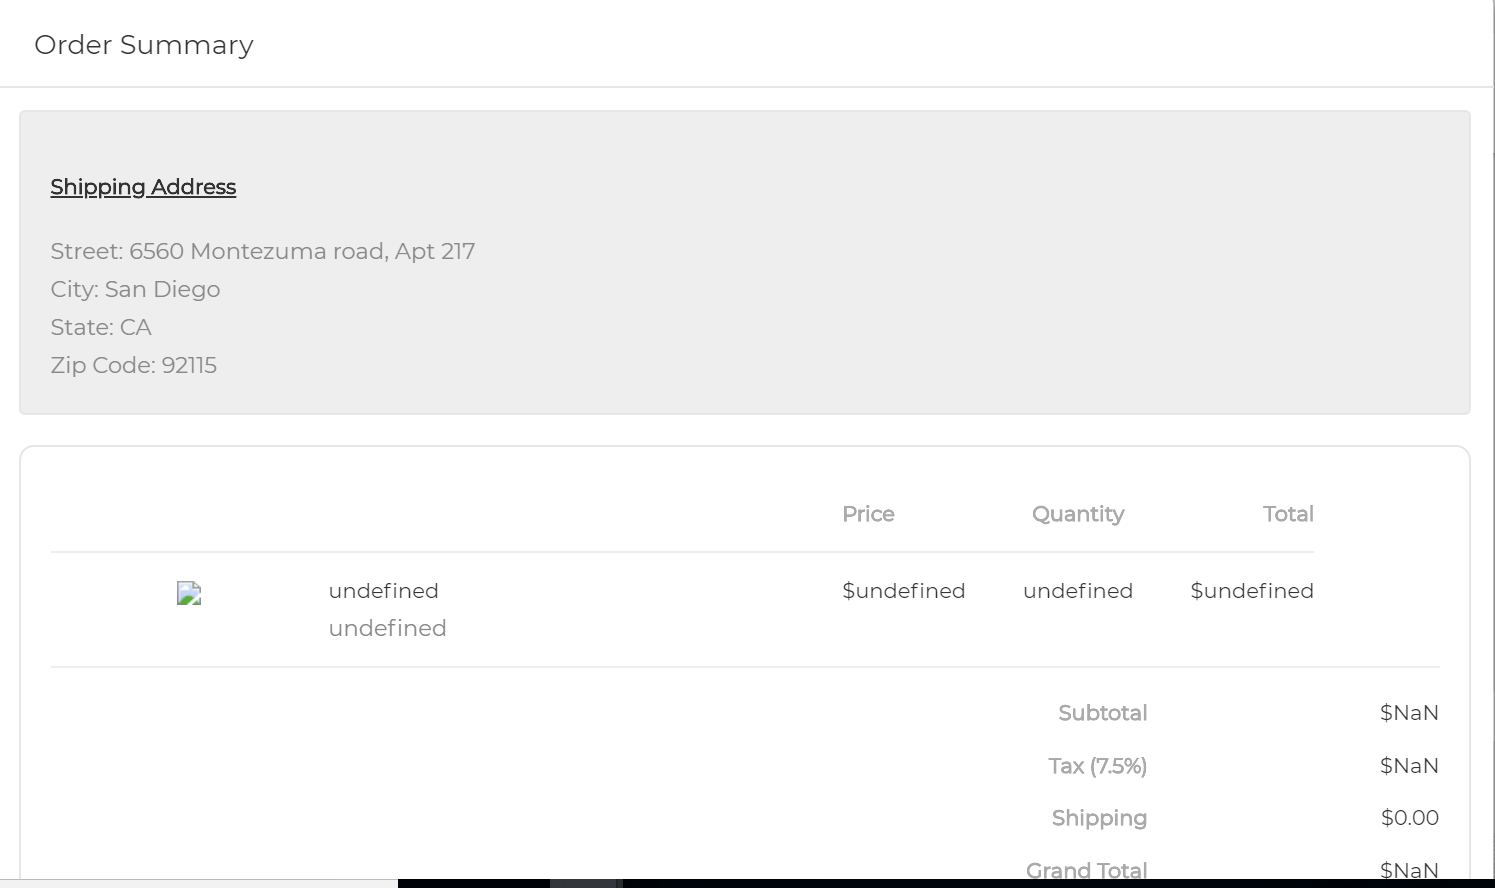 Order Summary
Shipping Address
Street: 6560 Montezuma road, Apt 217
City: San Diego
State: CA
Zip Code: 92115
Price Quantity Total
undefined $undefined undefined $undefined
undefined
Subtotal $NaN
Tax (7.5%) $NaN
Shipping $0.00
Grand Total $NaN